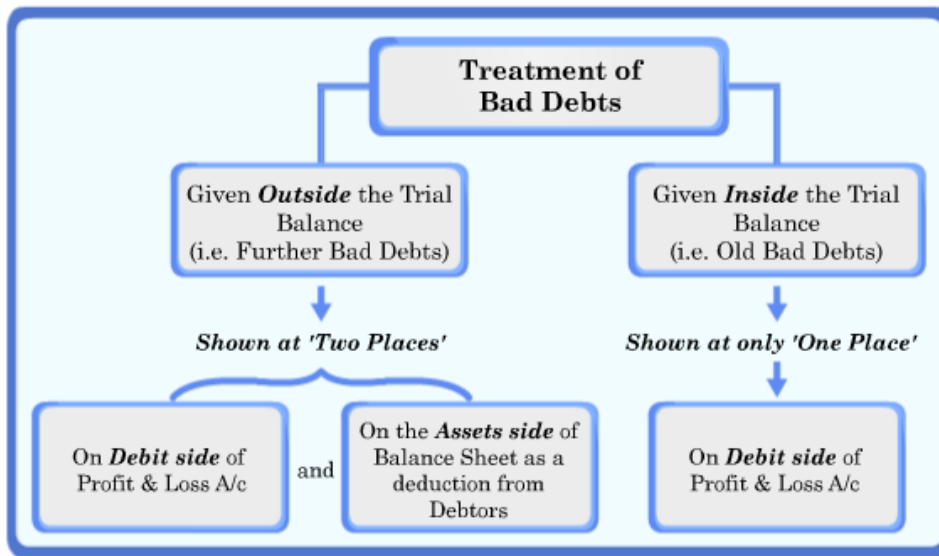 Treatment of
Bad Debts
Given Outside the Trial
Balance
(i.e. Further Bad Debts)
Given Inside the Trial
Balance
(i.e. Old Bad Debts)
Shown at 'Two Places'
Shown at only 'One Place'
On Debit side of
Profit & Loss A/c
and
On the Assets side of
Balance Sheet as a
deduction from
Debtors
On Debit side of
Profit & Loss A/c